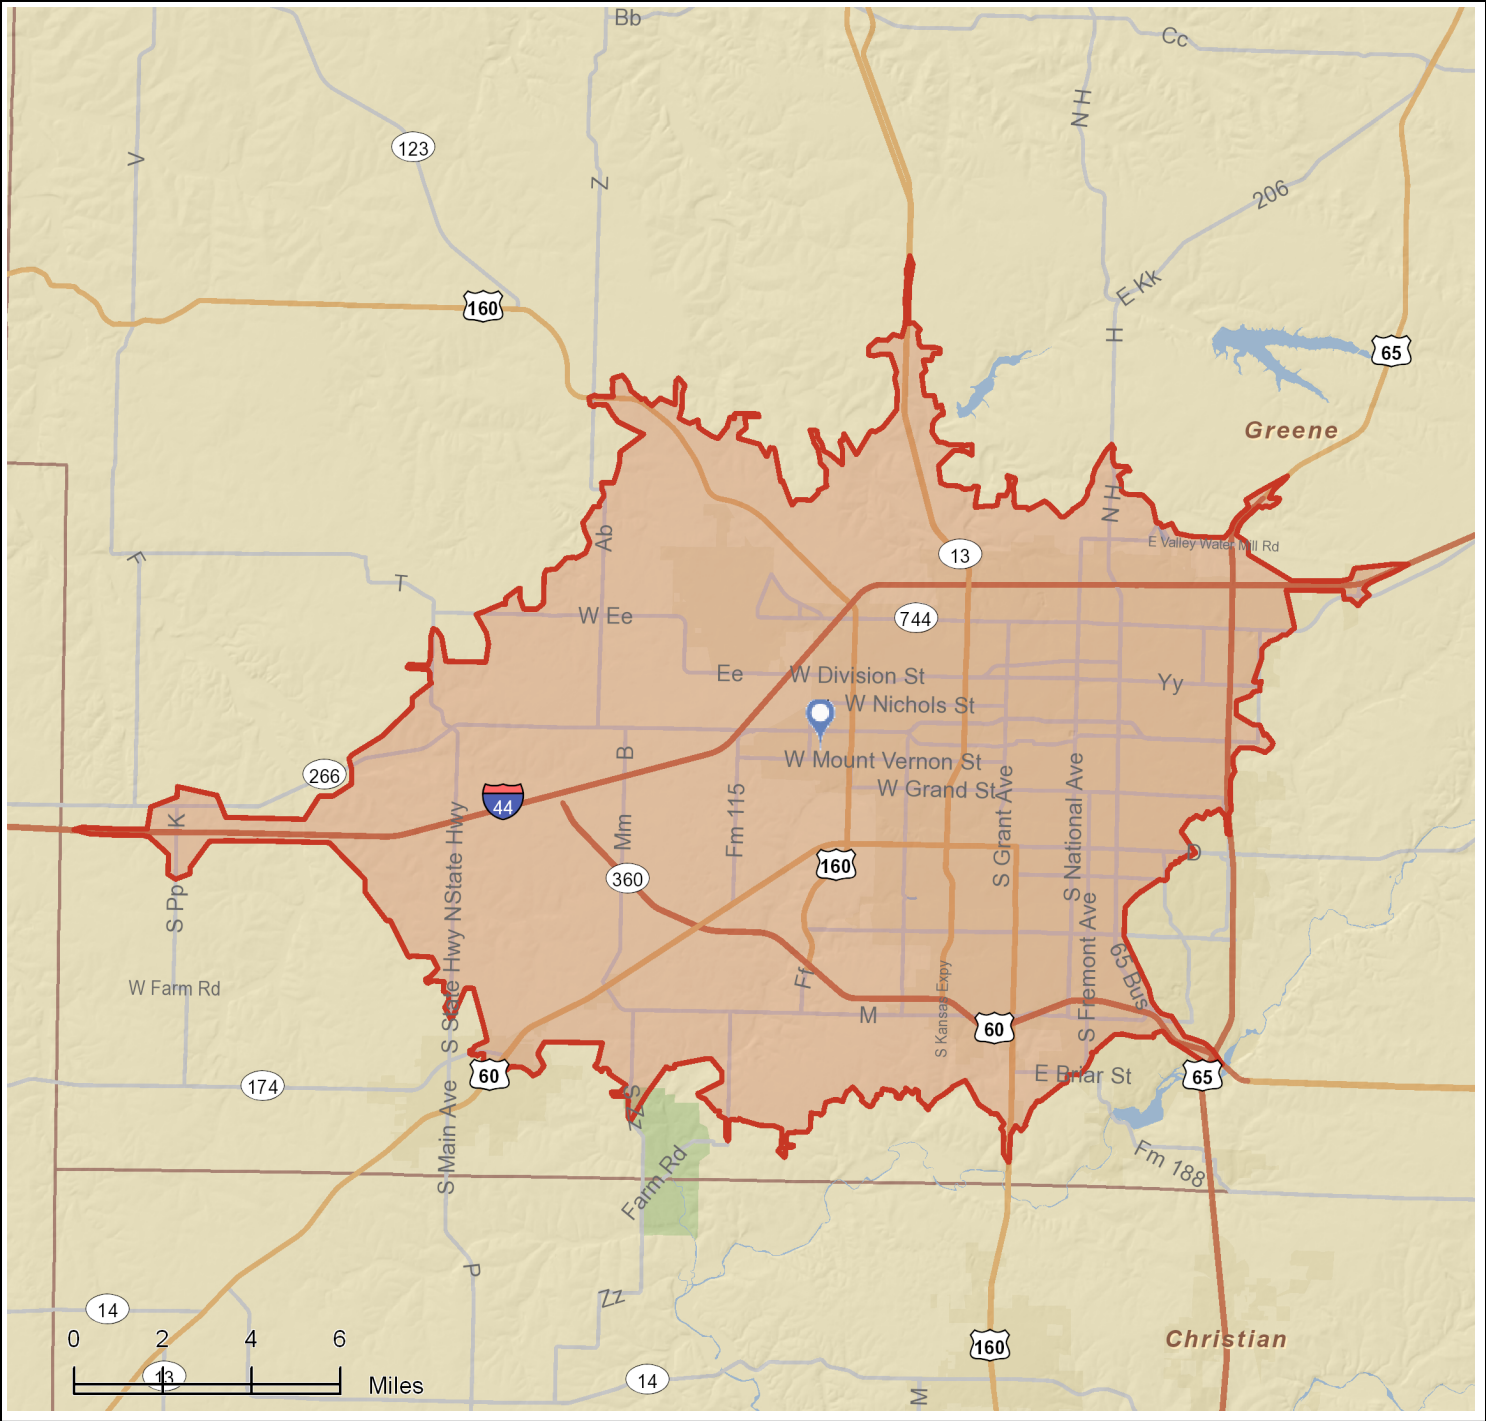 Bb
Cc
N H
123
V
Z
206
E Kk
160
H
65
Greene
N H
Ab
E Valley Water Mill Rd
13
F
T
W Ee
744
Ee
W Division St
Yy
W Nichols St
B
W Mount Vernon St
266
W Grand St
44
K
Mm
Fm 115
S Grant Ave
S National Ave
D
160
360
S Pp
State Hwy N
S State Hwy
J
S Fremont Ave
65 Bus
Ff
W Farm Rd
S Kansas Expy
M
60
E Briar St
60
65
174
S Zz
S Main Ave
Farm Rd
Fm 188
P
Zz
14
0 2 4 6
Miles
13
160
Christian
14
M